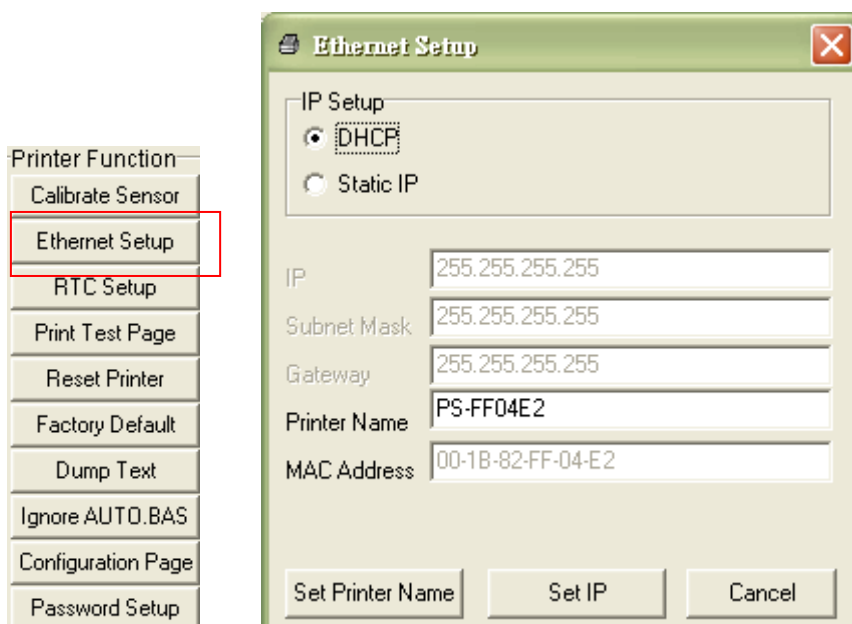 Printer Function
Calibrate Sensor
Ethernet Setup
RTC Setup
Print Test Page
Reset Printer
Factory Default
Dump Text
Ignore AUTO.BAS
Configuration Page
Password Setup
Ethernet Setup
IP Setup
DHCP
Static IP
IP 255.255.255.255
Subnet Mask 255.255.255.255
Gateway 255.255.255.255
Printer Name PS-FF04E2
MAC Address 00-1B-82-FF-04-E2
Set Printer Name Set IP Cancel